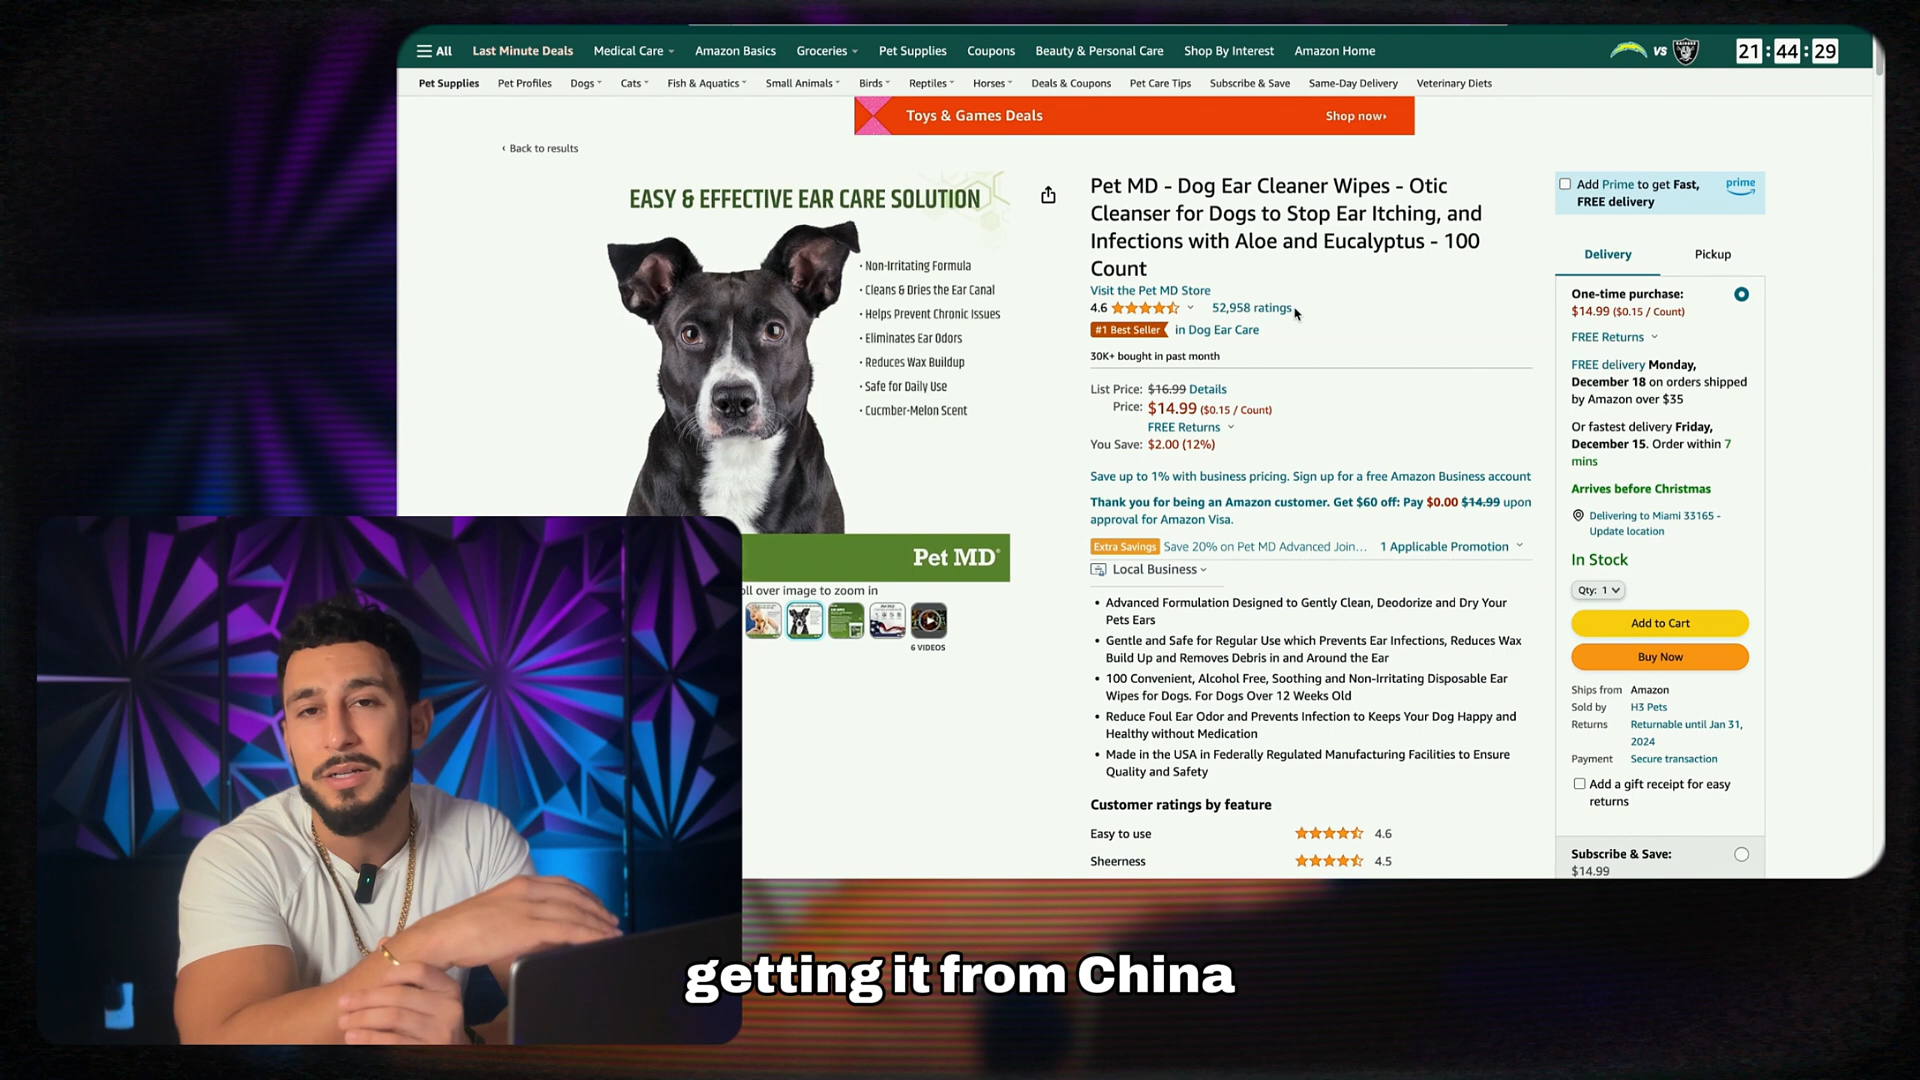 All
Last Minute Deals
Medical Care
Amazon Basics
Groceries
Pet Supplies
Coupons
Beauty & Personal Care
Shop By Interest
Amazon Home
VS
RAIDERS
21:44:29
Pet Supplies
Pet Profiles
Dogs
Cats
Fish & Aquatics
Small Animals
Birds
Reptiles
Horses
Deals & Coupons
Pet Care Tips
Subscribe & Save
Same-Day Delivery
Veterinary Diets
Toys & Games Deals
Shop now›
‹ Back to results
EASY & EFFECTIVE EAR CARE SOLUTION
· Non-Irritating Formula
· Cleans & Dries the Ear Canal
· Helps Prevent Chronic Issues
· Eliminates Ear Odors
· Reduces Wax Buildup
· Safe for Daily Use
· Cucmber-Melon Scent
Pet MD®
oll over image to zoom in
6 VIDEOS
Pet MD - Dog Ear Cleaner Wipes - Otic
Cleanser for Dogs to Stop Ear Itching, and
Infections with Aloe and Eucalyptus - 100
Count
Visit the Pet MD Store
4.6
52,958 ratings
#1 Best Seller in Dog Ear Care
30K+ bought in past month
List Price: $16.99 Details
Price: $14.99 ($0.15 / Count)
FREE Returns
You Save: $2.00 (12%)
Save up to 1% with business pricing. Sign up for a free Amazon Business account
Thank you for being an Amazon customer. Get $60 off: Pay $0.00 $14.99 upon
approval for Amazon Visa.
Extra Savings Save 20% on Pet MD Advanced Join... 1 Applicable Promotion
Local Business
• Advanced Formulation Designed to Gently Clean, Deodorize and Dry Your
Pets Ears
• Gentle and Safe for Regular Use which Prevents Ear Infections, Reduces Wax
Build Up and Removes Debris in and Around the Ear
• 100 Convenient, Alcohol Free, Soothing and Non-Irritating Disposable Ear
Wipes for Dogs. For Dogs Over 12 Weeks Old
• Reduce Foul Ear Odor and Prevents Infection to Keeps Your Dog Happy and
Healthy without Medication
• Made in the USA in Federally Regulated Manufacturing Facilities to Ensure
Quality and Safety
Customer ratings by feature
Easy to use 4.6
Sheerness 4.5
Add Prime to get Fast,
FREE delivery
prime
Delivery
Pickup
One-time purchase:
$14.99 ($0.15 / Count)
FREE Returns
FREE delivery Monday,
December 18 on orders shipped
by Amazon over $35
Or fastest delivery Friday,
December 15. Order within 7
mins
Arrives before Christmas
Delivering to Miami 33165 -
Update location
In Stock
Qty: 1
Add to Cart
Buy Now
Ships from Amazon
Sold by H3 Pets
Returns Returnable until Jan 31,
2024
Payment Secure transaction
Add a gift receipt for easy
returns
Subscribe & Save:
$14.99
getting it from China